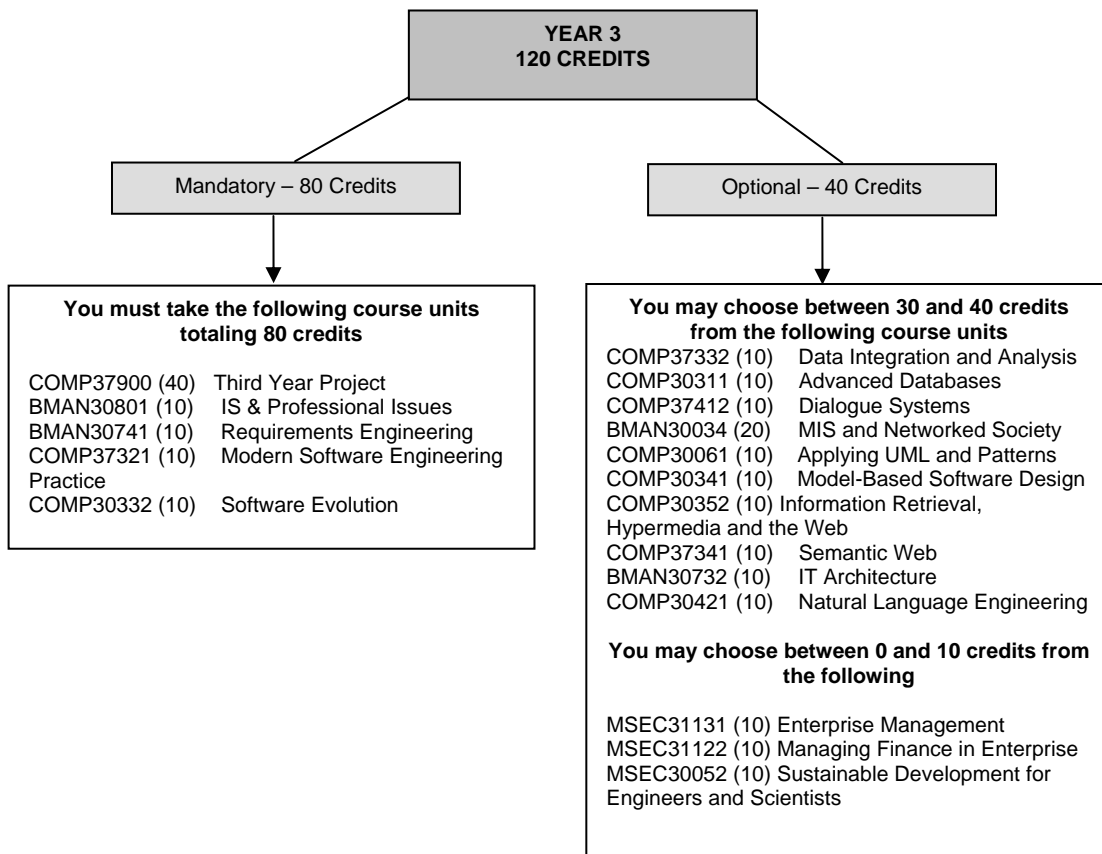 YEAR 3
120 CREDITS
Mandatory – 80 Credits
Optional – 40 Credits
You must take the following course units
totaling 80 credits
COMP37900 (40) Third Year Project
BMAN30801 (10) IS & Professional Issues
BMAN30741 (10) Requirements Engineering
COMP37321 (10) Modern Software Engineering
Practice
COMP30332 (10) Software Evolution
You may choose between 30 and 40 credits
from the following course units
COMP37332 (10) Data Integration and Analysis
COMP30311 (10) Advanced Databases
COMP37412 (10) Dialogue Systems
BMAN30034 (20) MIS and Networked Society
COMP30061 (10) Applying UML and Patterns
COMP30341 (10) Model-Based Software Design
COMP30352 (10) Information Retrieval,
Hypermedia and the Web
COMP37341 (10) Semantic Web
BMAN30732 (10) IT Architecture
COMP30421 (10) Natural Language Engineering
You may choose between 0 and 10 credits from
the following
MSEC31131 (10) Enterprise Management
MSEC31122 (10) Managing Finance in Enterprise
MSEC30052 (10) Sustainable Development for
Engineers and Scientists